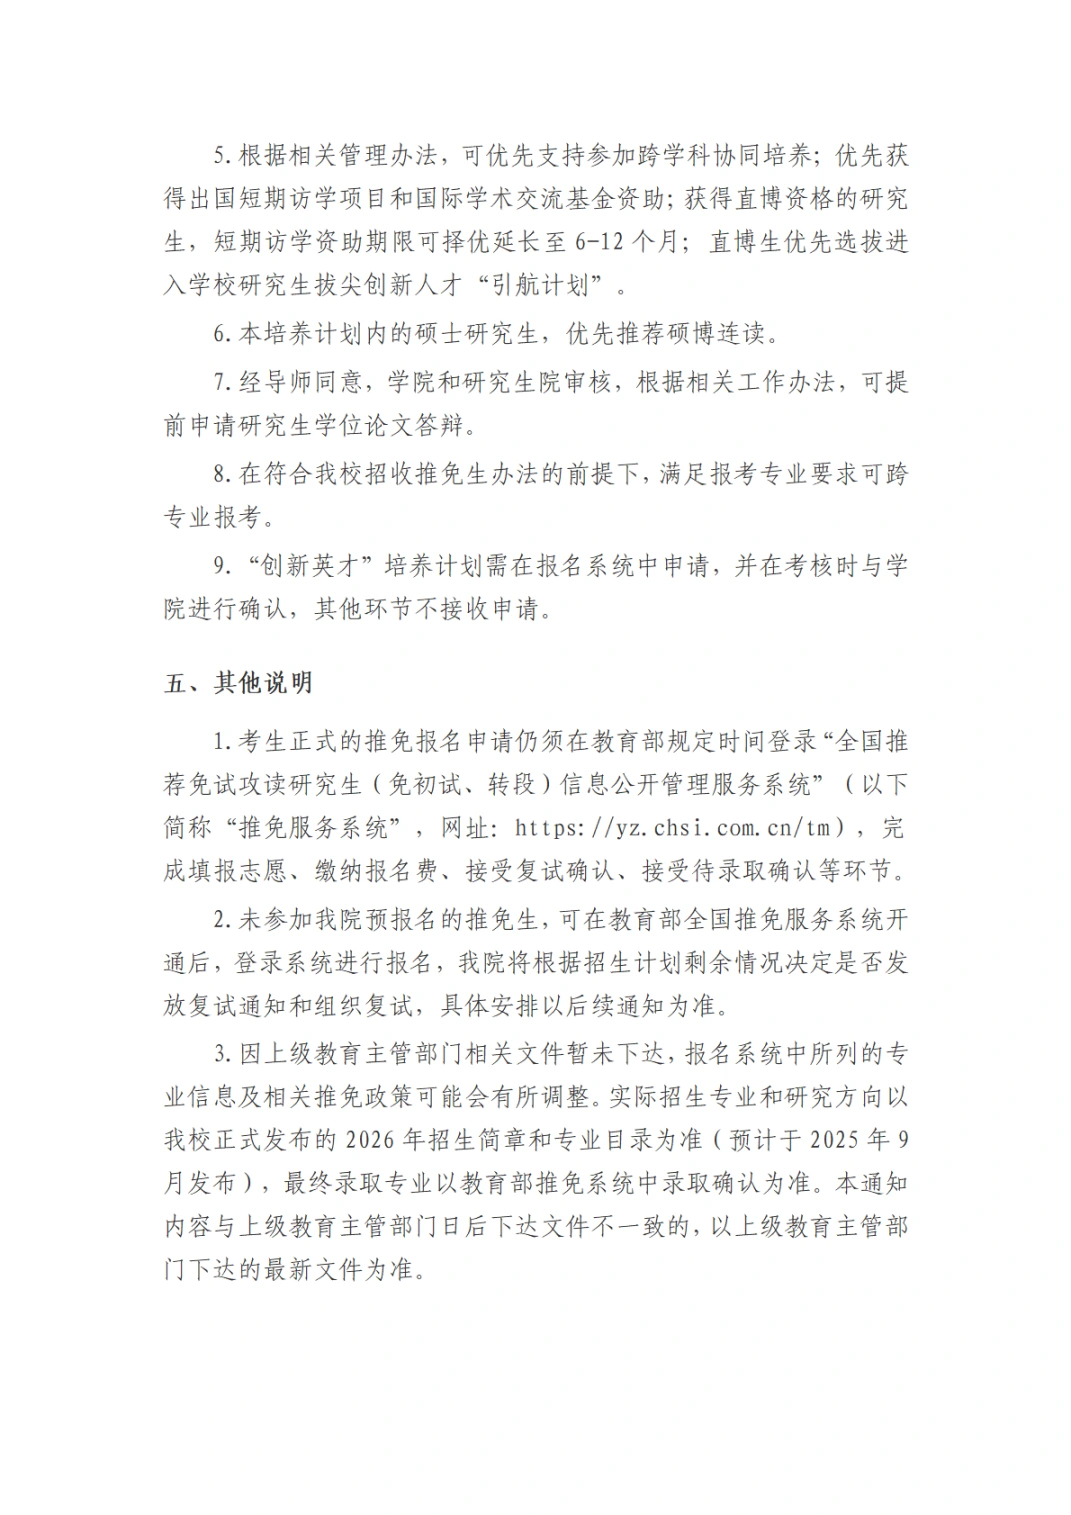 5.根据相关管理办法，可优先支持参加跨学科协同培养；优先获
得出国短期访学项目和国际学术交流基金资助；获得直博资格的研究
生，短期访学资助期限可择优延长至 6-12 个月；直博生优先选拔进
入学校研究生拔尖创新人才“引航计划”。
6.本培养计划内的硕士研究生，优先推荐硕博连读。
7.经导师同意，学院和研究生院审核，根据相关工作办法，可提
前申请研究生学位论文答辩。
8.在符合我校招收推免生办法的前提下，满足报考专业要求可跨
专业报考。
9.“创新英才”培养计划需在报名系统中申请，并在考核时与学
院进行确认，其他环节不接收申请。
五、其他说明
1.考生正式的推免报名申请仍须在教育部规定时间登录“全国推
荐免试攻读研究生（免初试、转段）信息公开管理服务系统”（以下
简称“推免服务系统”，网址：https://yz.chsi.com.cn/tm），完
成填报志愿、缴纳报名费、接受复试确认、接受待录取确认等环节。
2.未参加我院预报名的推免生，可在教育部全国推免服务系统开
通后，登录系统进行报名，我院将根据招生计划剩余情况决定是否发
放复试通知和组织复试，具体安排以后续通知为准。
3.因上级教育主管部门相关文件暂未下达，报名系统中所列的专
业信息及相关推免政策可能会有所调整。实际招生专业和研究方向以
我校正式发布的 2026 年招生简章和专业目录为准（预计于 2025 年 9
月发布），最终录取专业以教育部推免系统中录取确认为准。本通知
内容与上级教育主管部门日后下达文件不一致的，以上级教育主管部
门下达的最新文件为准。